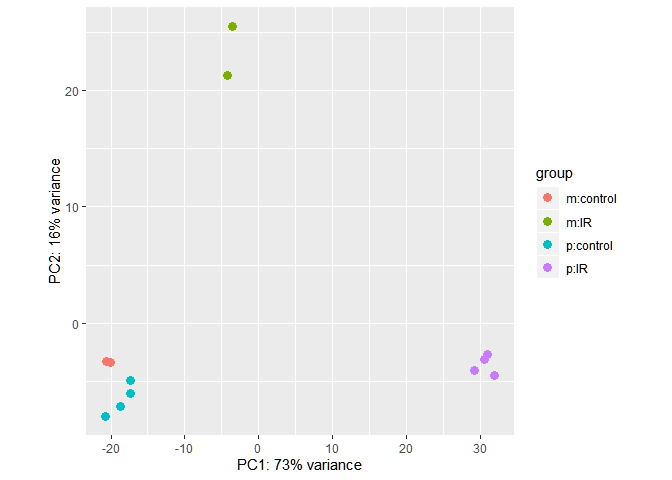 20
10
0
-20
-10
0
10
20
30
PC1: 73% variance
PC2: 16% variance
group
m:control
m:IR
p:control
p:IR